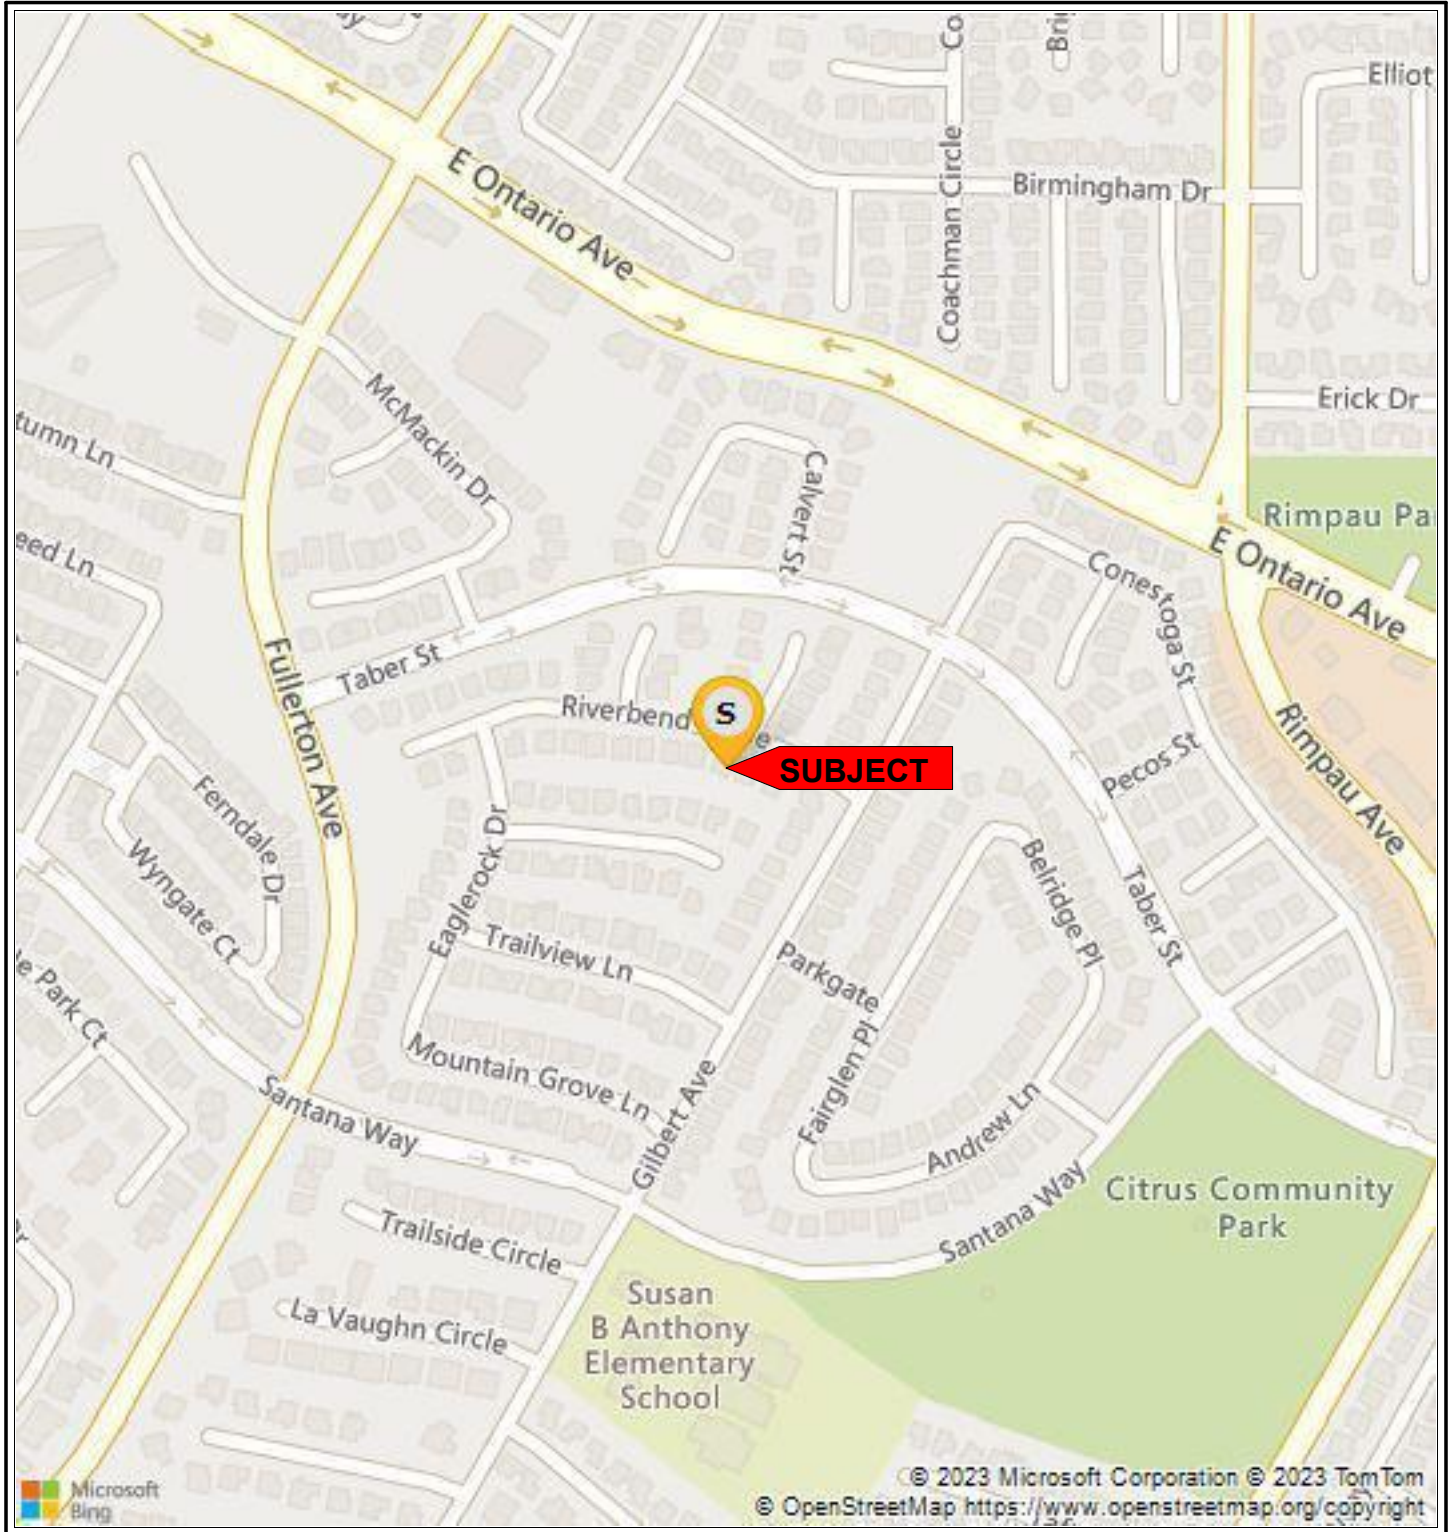 Elliot
Birmingham Dr
Coachman Circle
E Ontario Ave
McMackin Dr
Erick Dr
tumn Ln
Calvert St
Rimpau Pa
E Ontario Ave
eed Ln
Conestoga St
Fullerton Ave
Taber St
Riverbend
S
SUBJECT
Pecos St
Rimpau Ave
Ferndale Dr
Wyngate Ct
Eaglerock Dr
Belridge Pl
Taber St
Trailview Ln
Parkgate
Park Ct
Mountain Grove Ln
Fairglen Pl
Santana Way
Gilbert Ave
Andrew Ln
Citrus Community
Park
Santana Way
Trailside Circle
La Vaughn Circle
Susan
B Anthony
Elementary
School
Microsoft
Bing
© 2023 Microsoft Corporation © 2023 TomTom
© OpenStreetMap https://www.openstreetmap.org/copyright